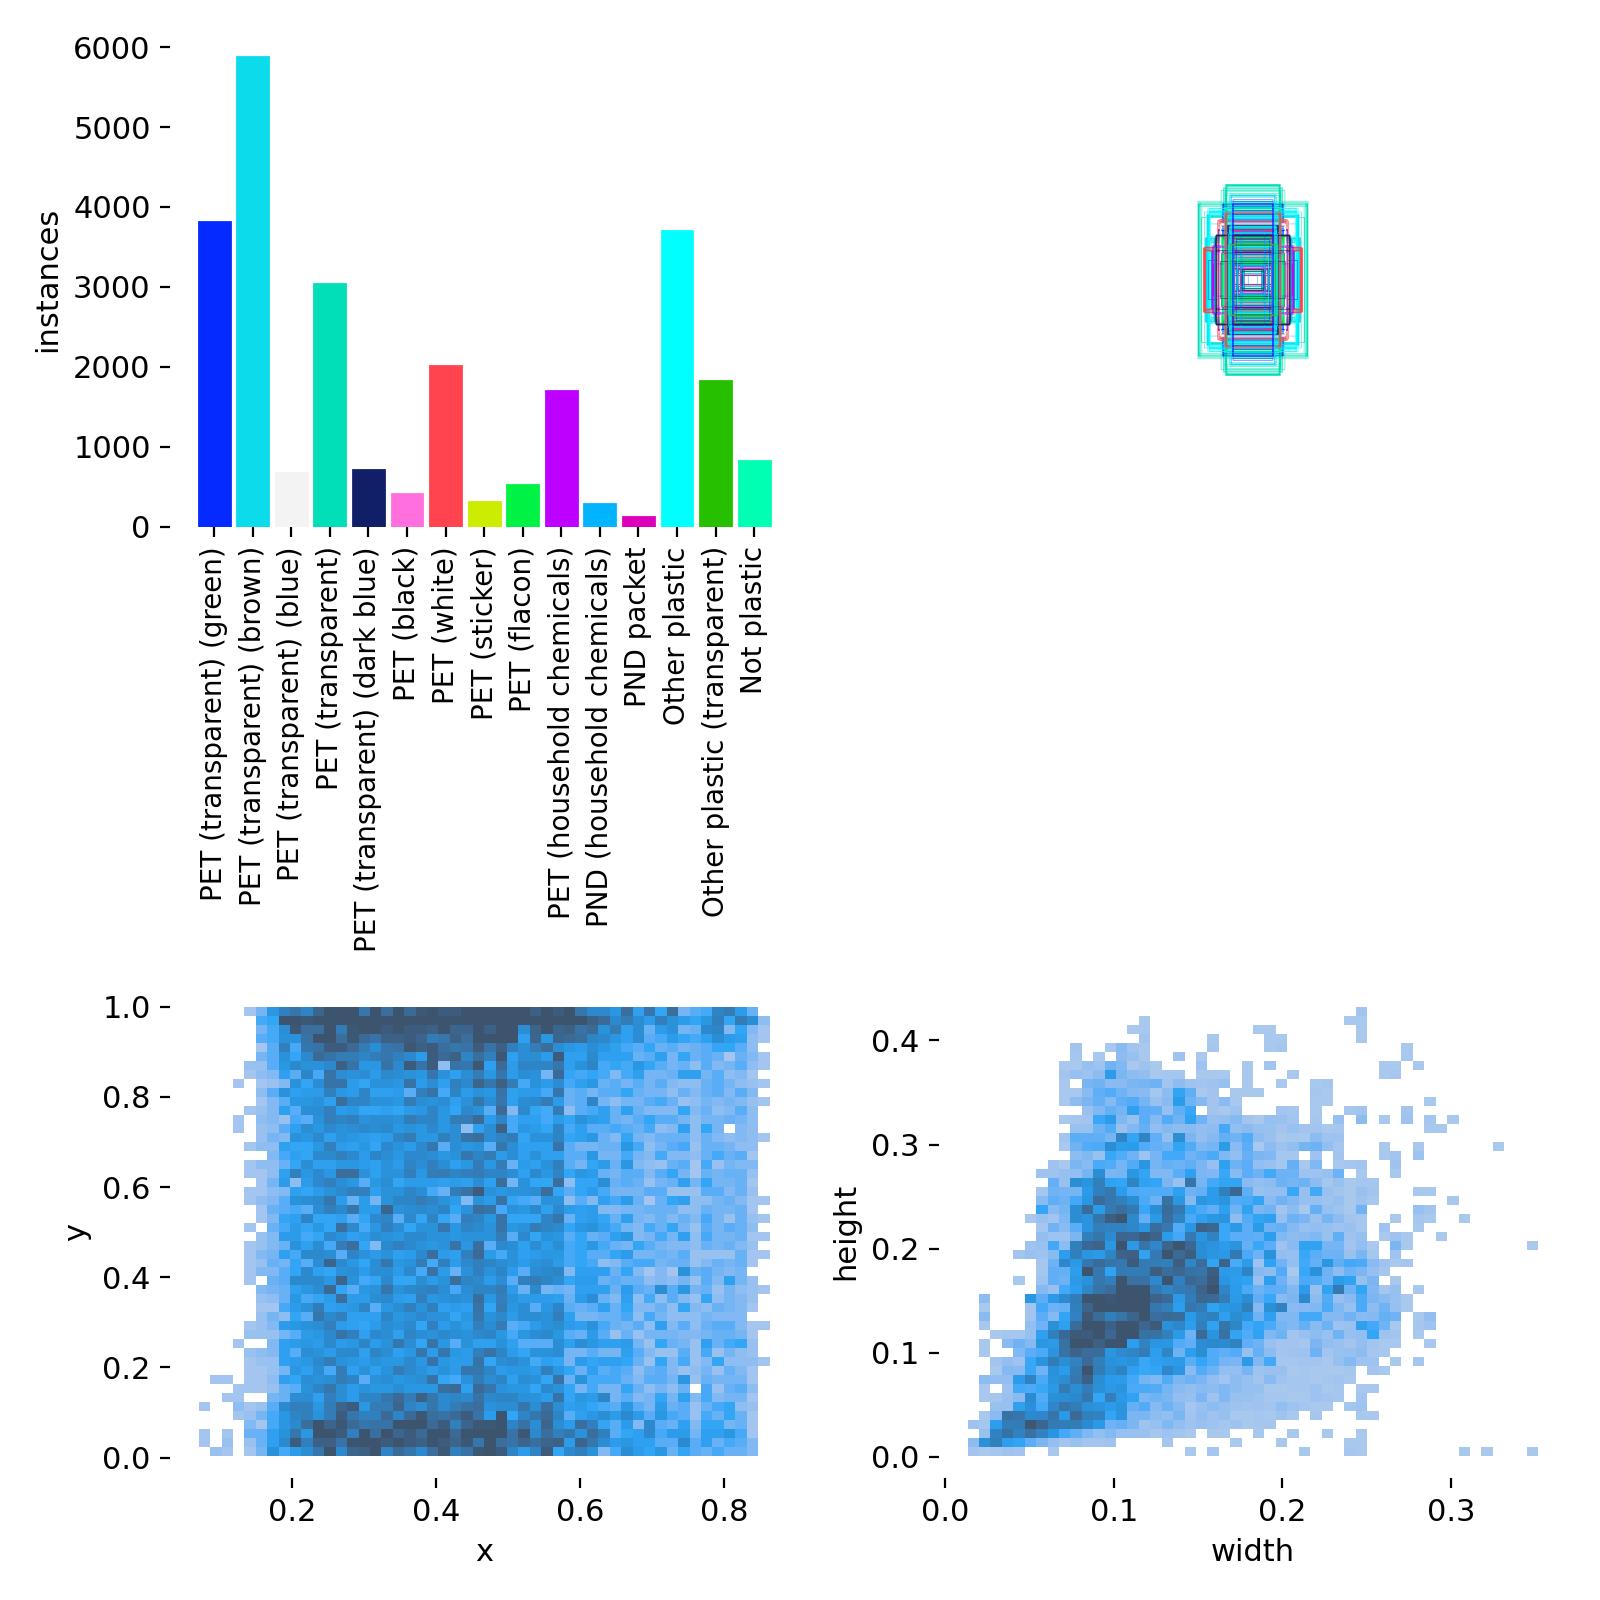 6000
5000
4000
3000
2000
1000
0
instances
PET (transparent) (green)
PET (transparent) (brown)
PET (transparent) (blue)
PET (transparent)
PET (transparent) (dark blue)
PET (black)
PET (white)
PET (sticker)
PET (flacon)
PET (household chemicals)
PND (household chemicals)
PND packet
Other plastic
Other plastic (transparent)
Not plastic
1.0
0.8
0.6
0.4
0.2
0.0
y
0.2 0.4 0.6 0.8
x
0.4
0.3
0.2
0.1
0.0
height
0.0 0.1 0.2 0.3
width